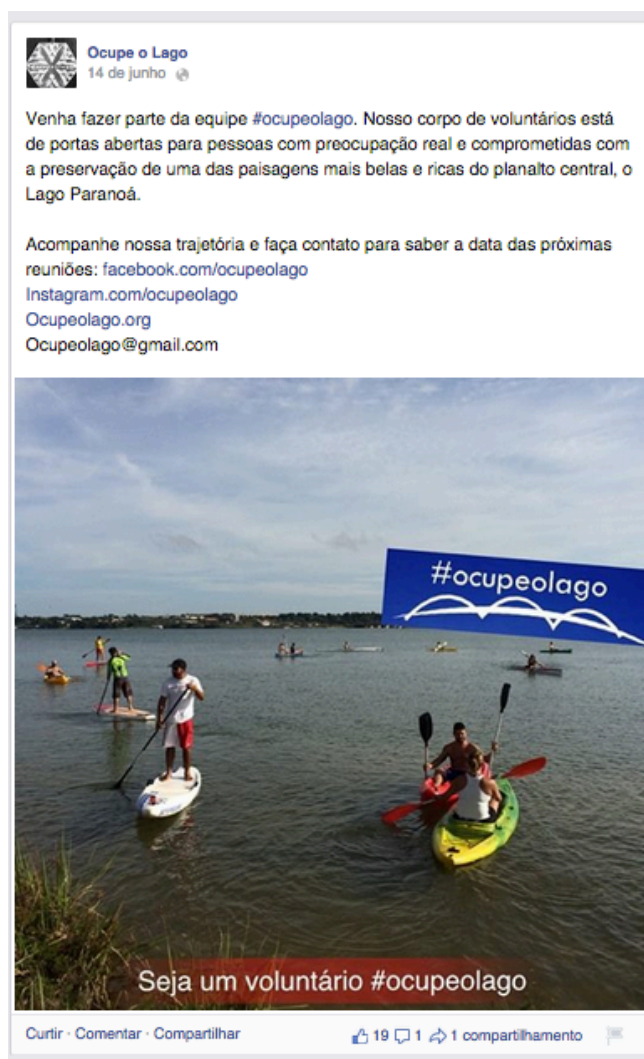 Ocupe o Lago
14 de junho
Venha fazer parte da equipe #ocupeolago. Nosso corpo de voluntários está
de portas abertas para pessoas com preocupação real e comprometidas com
a preservação de uma das paisagens mais belas e ricas do planalto central, o
Lago Paranoá.
Acompanhe nossa trajetória e faça contato para saber a data das próximas
reuniões: facebook.com/ocupeolago
Instagram.com/ocupeolago
Ocupeolago.org
Ocupeolago@gmail.com
#ocupeolago
Seja um voluntário #ocupeolago
Curtir · Comentar · Compartilhar 19 1 1 compartilhamento